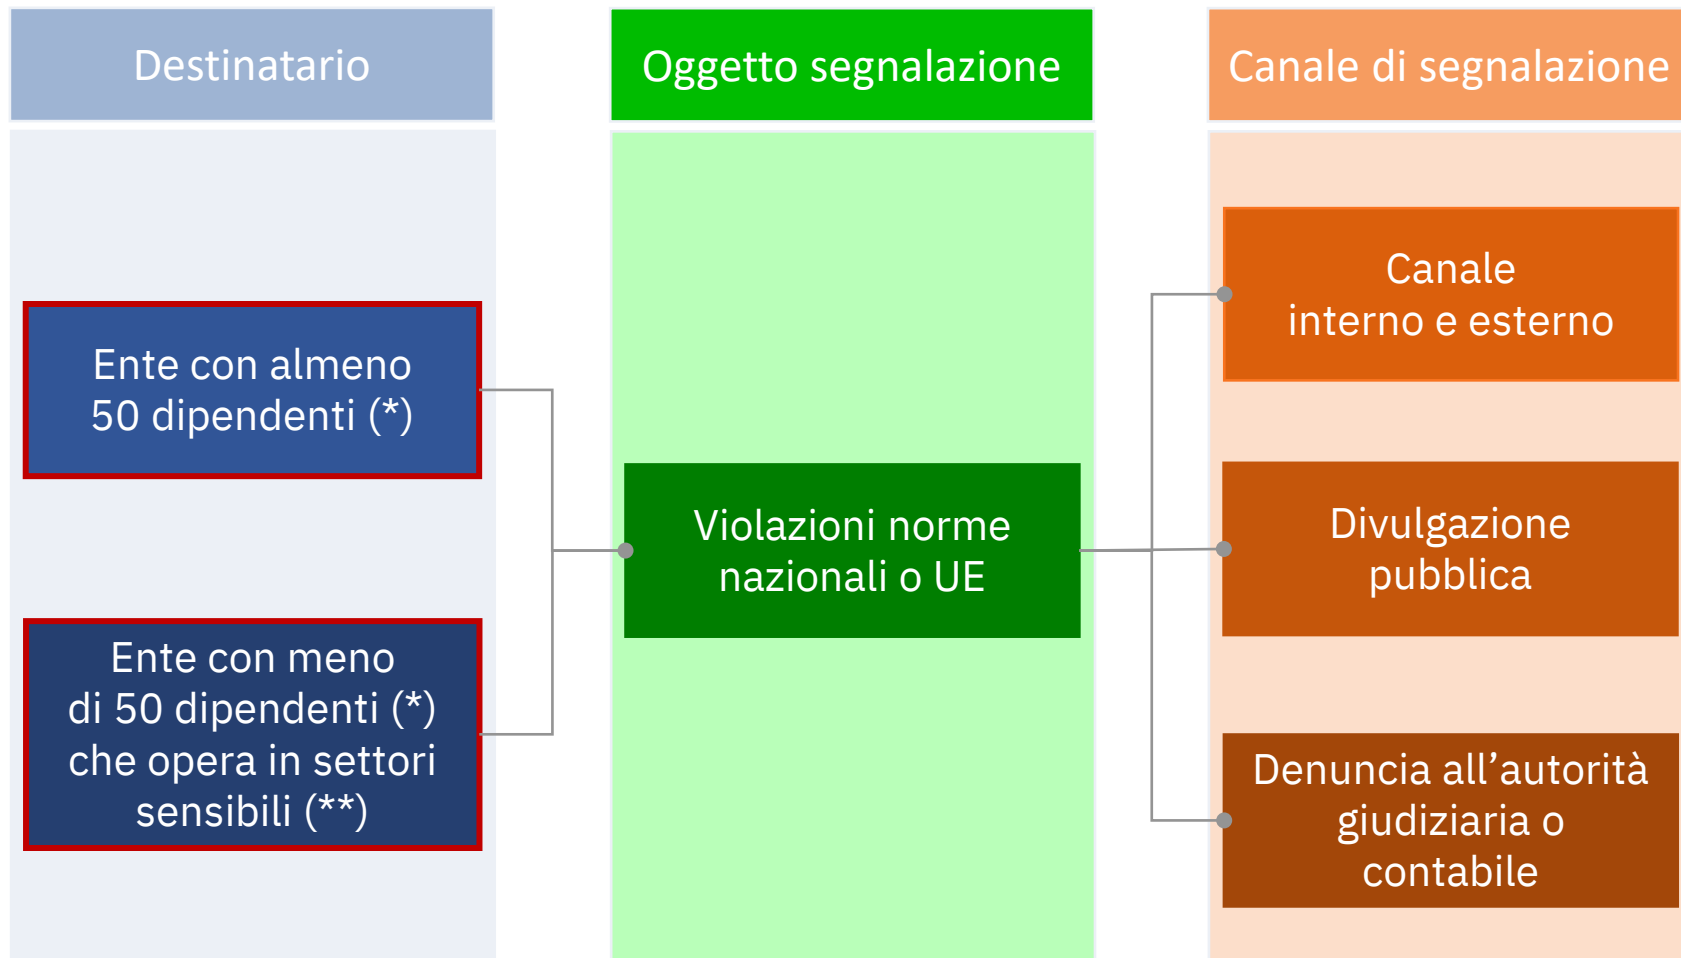 Destinatario
Oggetto segnalazione
Canale di segnalazione
Ente con almeno
50 dipendenti (*)
Ente con meno
di 50 dipendenti (*)
che opera in settori
sensibili (**)
Violazioni norme
nazionali o UE
Canale
interno e esterno
Divulgazione
pubblica
Denuncia all’autorità
giudiziaria o
contabile